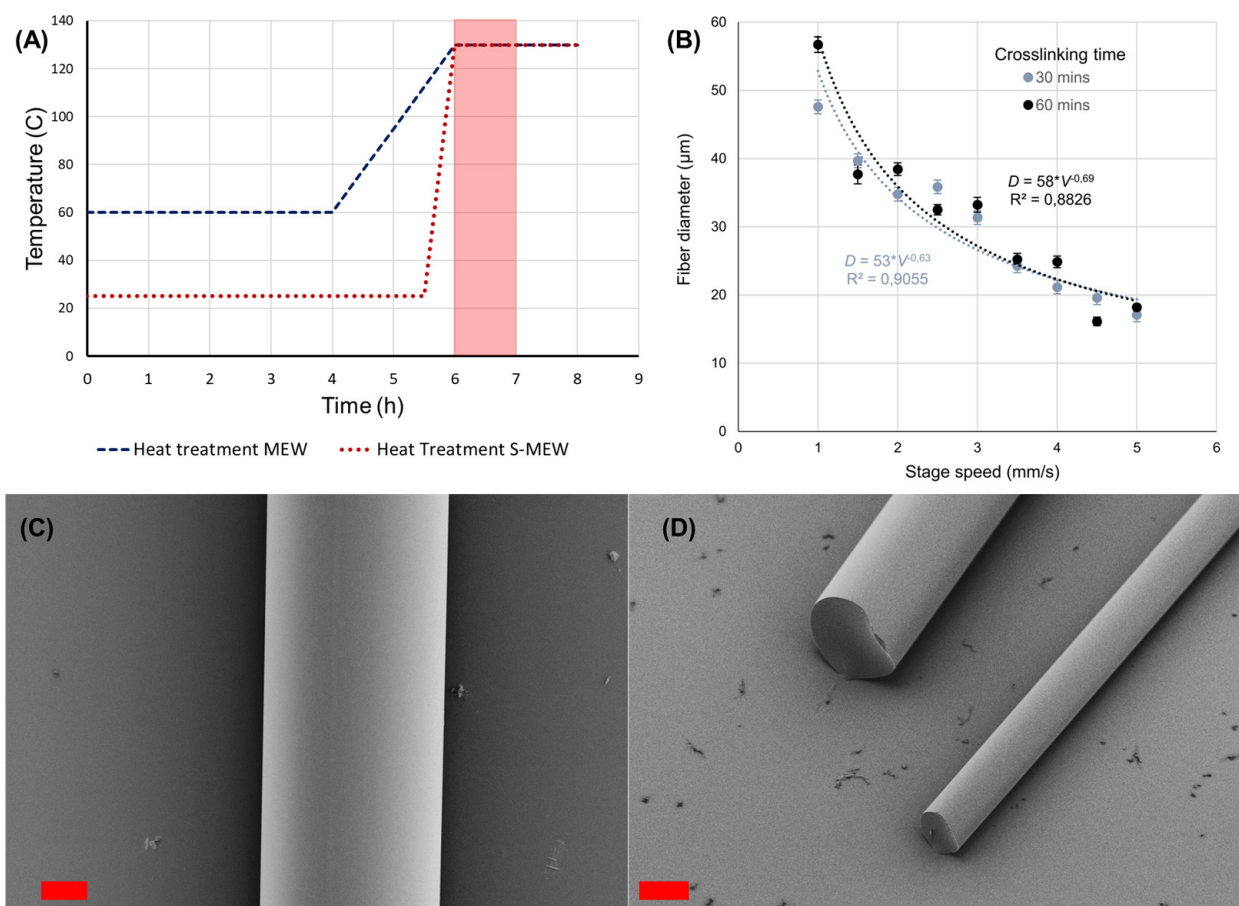 (A)
140
120
100
80
60
40
20
0
0 1 2 3 4 5 6 7 8 9
Temperature (C)
Time (h)
Heat treatment MEW
Heat Treatment S-MEW
(B)
60
50
40
30
20
10
0
0 1 2 3 4 5 6
Fiber diameter (µm)
Stage speed (mm/s)
Crosslinking time
30 mins
60 mins
D = 58*V-0,69
R² = 0,8826
D = 53*V-0,63
R² = 0,9055
(C)
(D)